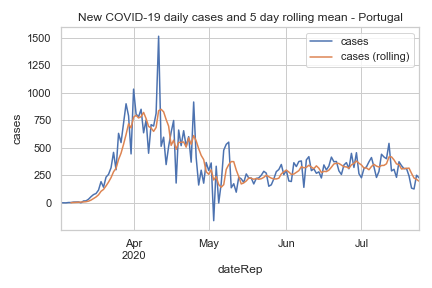 New COVID-19 daily cases and 5 day rolling mean - Portugal
cases
cases (rolling)
1500
1250
1000
750
500
250
0
cases
Apr
2020
May
Jun
Jul
dateRep